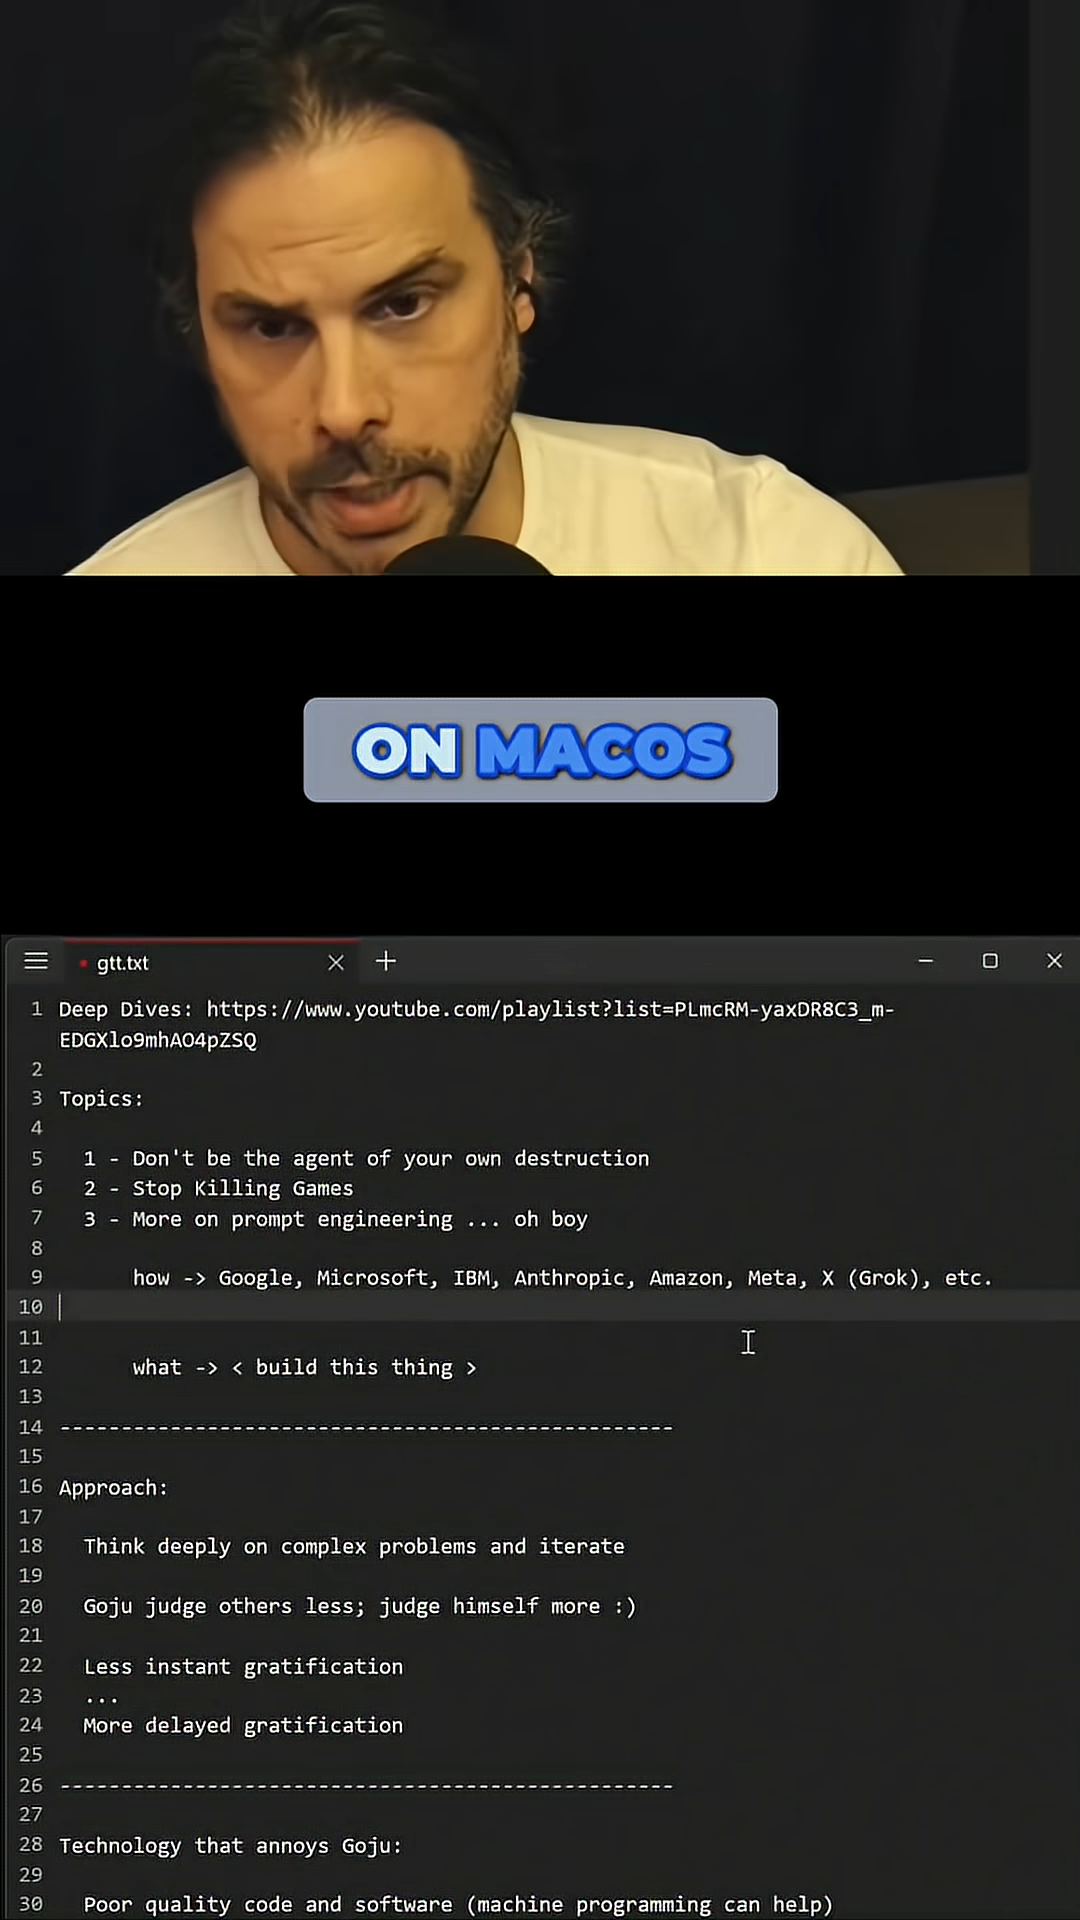 ON MACOS
gtt.txt
1 Deep Dives: https://www.youtube.com/playlist?list=PLmcRM-yaxDR8C3_m-
EDGXlo9mhAO4pZSQ
2
3 Topics:
4
5 1 - Don't be the agent of your own destruction
6 2 - Stop Killing Games
7 3 - More on prompt engineering ... oh boy
8
9 how -> Google, Microsoft, IBM, Anthropic, Amazon, Meta, X (Grok), etc.
10
11
12 what -> < build this thing >
13
14 --------------------------------------------------
15
16 Approach:
17
18 Think deeply on complex problems and iterate
19
20 Goju judge others less; judge himself more :)
21
22 Less instant gratification
23 ...
24 More delayed gratification
25
26 --------------------------------------------------
27
28 Technology that annoys Goju:
29
30 Poor quality code and software (machine programming can help)